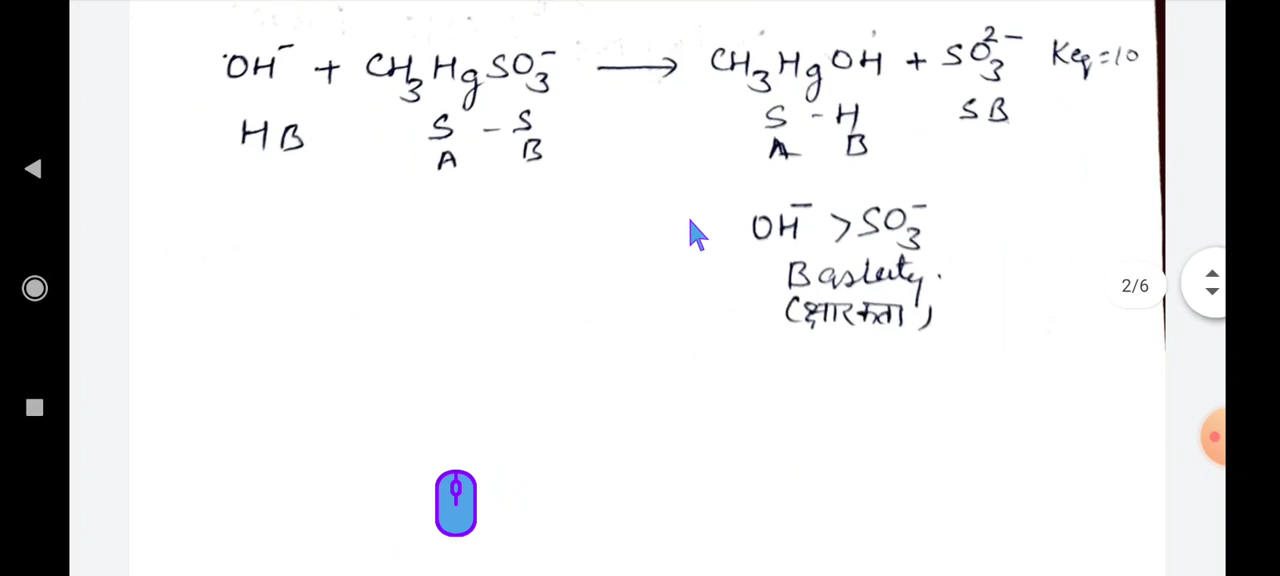 OH⁻ + CH₃HgSO₃⁻ ⟶ CH₃HgOH + SO₃²⁻ Keq=10
HB S - S S - H SB
A B A B
OH⁻ > SO₃⁻
Basicity.
(क्षारकता)
2/6